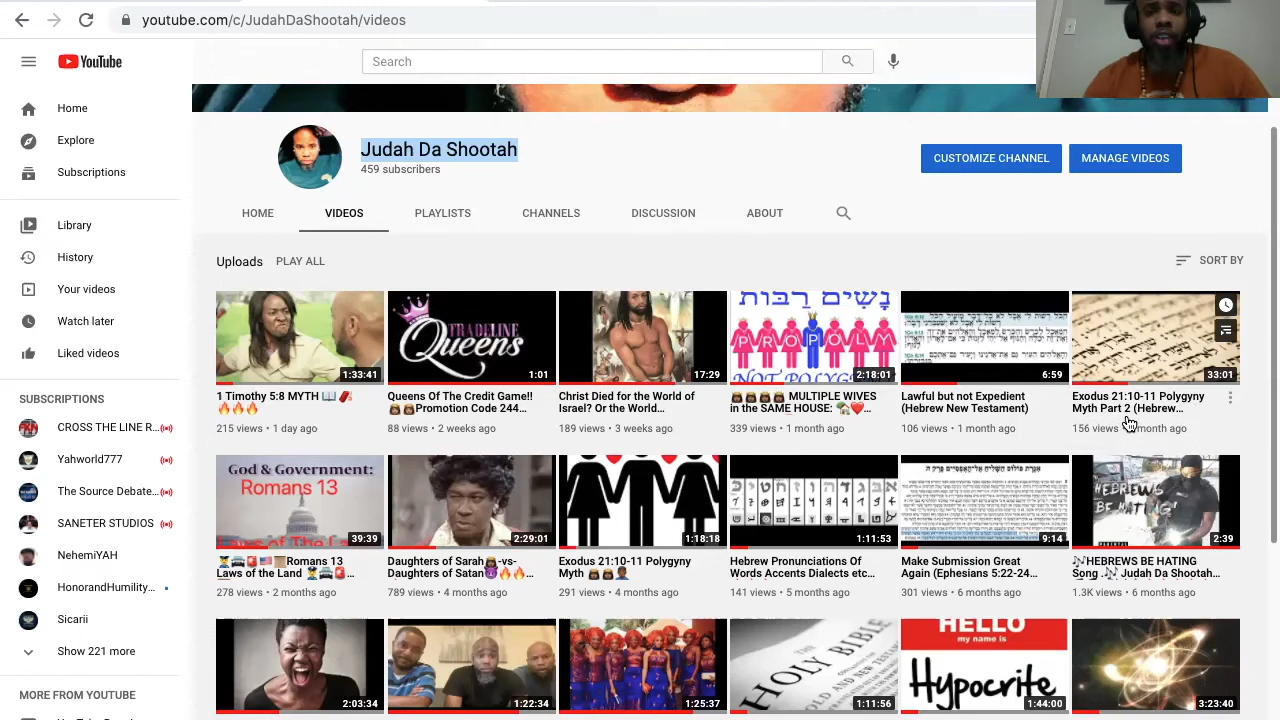 youtube.com/c/JudahDaShootah/videos
YouTube
Search
Home
Explore
Subscriptions
Library
History
Your videos
Watch later
Liked videos
SUBSCRIPTIONS
CROSS THE LINE R...
Yahworld777
The Source Debate...
SANETER STUDIOS
NehemiYAH
HonorandHumility...
Sicarii
Show 221 more
MORE FROM YOUTUBE
Judah Da Shootah
459 subscribers
CUSTOMIZE CHANNEL
MANAGE VIDEOS
HOME
VIDEOS
PLAYLISTS
CHANNELS
DISCUSSION
ABOUT
Uploads
PLAY ALL
SORT BY
1:33:41
1 Timothy 5:8 MYTH 📖 🧨
🔥🔥🔥
215 views • 1 day ago
TRADELINE
Queens
1:01
Queens Of The Credit Game!!
👸🏾👸🏾Promotion Code 244...
88 views • 2 weeks ago
17:29
Christ Died for the World of
Israel? Or the World...
189 views • 3 weeks ago
נָשִׁים רַבּוֹת
PROPOLY
NOT POLYG
2:18:01
👸🏾👸🏾👸🏾👸🏾 MULTIPLE WIVES
in the SAME HOUSE: 🏡❤️...
339 views • 1 month ago
6:59
Lawful but not Expedient
(Hebrew New Testament)
106 views • 1 month ago
33:01
Exodus 21:10-11 Polygyny
Myth Part 2 (Hebrew...
156 views
month ago
God & Government:
Romans 13
39:39
Romans 13
Laws of the Land
278 views • 2 months ago
2:29:01
Daughters of Sarah👸🏾-vs-
Daughters of Satan😈🔥🔥...
789 views • 4 months ago
1:18:18
Exodus 21:10-11 Polygyny
Myth
291 views • 4 months ago
1:11:53
Hebrew Pronunciations Of
Words Accents Dialects etc...
141 views • 5 months ago
9:14
Make Submission Great
Again (Ephesians 5:22-24...
301 views • 6 months ago
HEBREWS
BE HATING
2:39
🎶HEBREWS BE HATING
Song 🎶 Judah Da Shootah...
1.3K views • 6 months ago
2:03:34
1:22:34
1:25:37
HOLY BIBLE
1:11:56
HELLO
my name is
Hypocrite
1:44:00
3:23:40